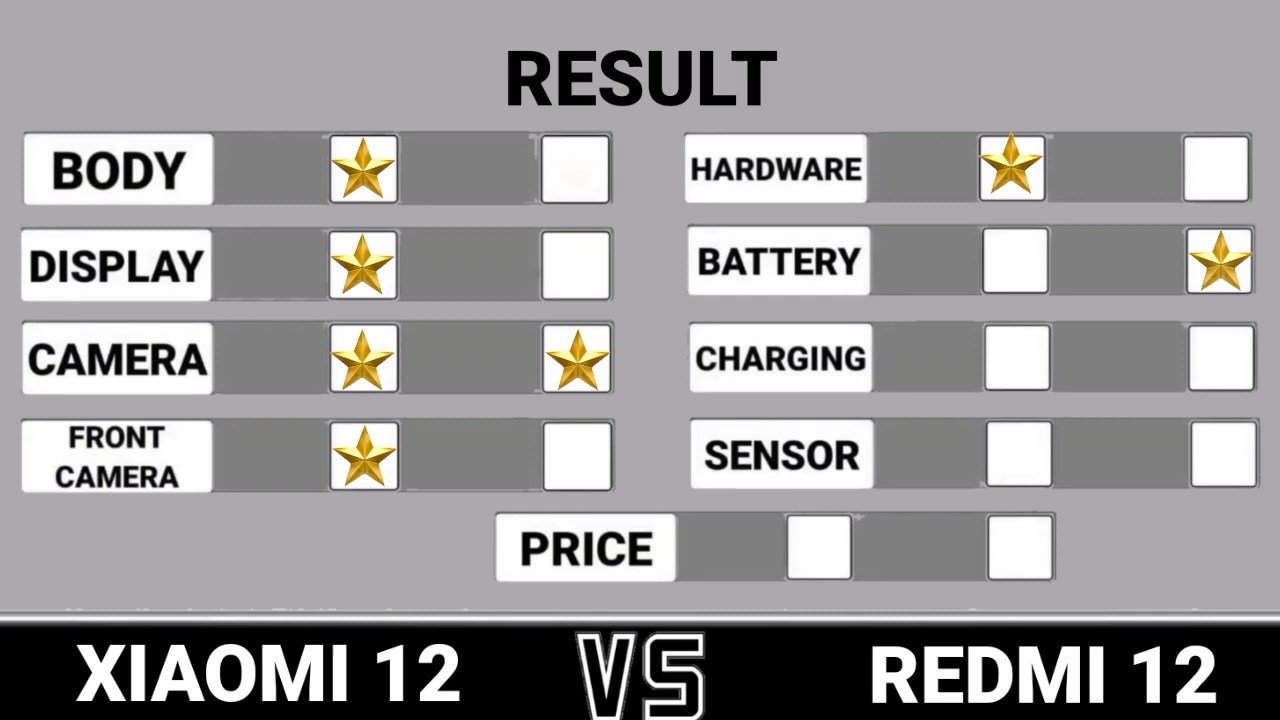 RESULT
BODY
DISPLAY
CAMERA
FRONT
CAMERA
HARDWARE
BATTERY
CHARGING
SENSOR
PRICE
XIAOMI 12 VS REDMI 12